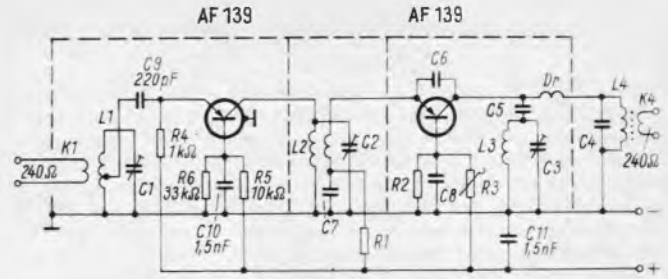 AF 139
AF 139
C9
220pF
C6
Dr
L4
K4
L1
K1
R4
1kΩ
C5
L2
C2
L3
C4
240Ω
240Ω
C1
R6
33kΩ
R5
10kΩ
R2
C8
R3
C3
C7
C10
1,5nF
R1
C11
1,5nF
−
+